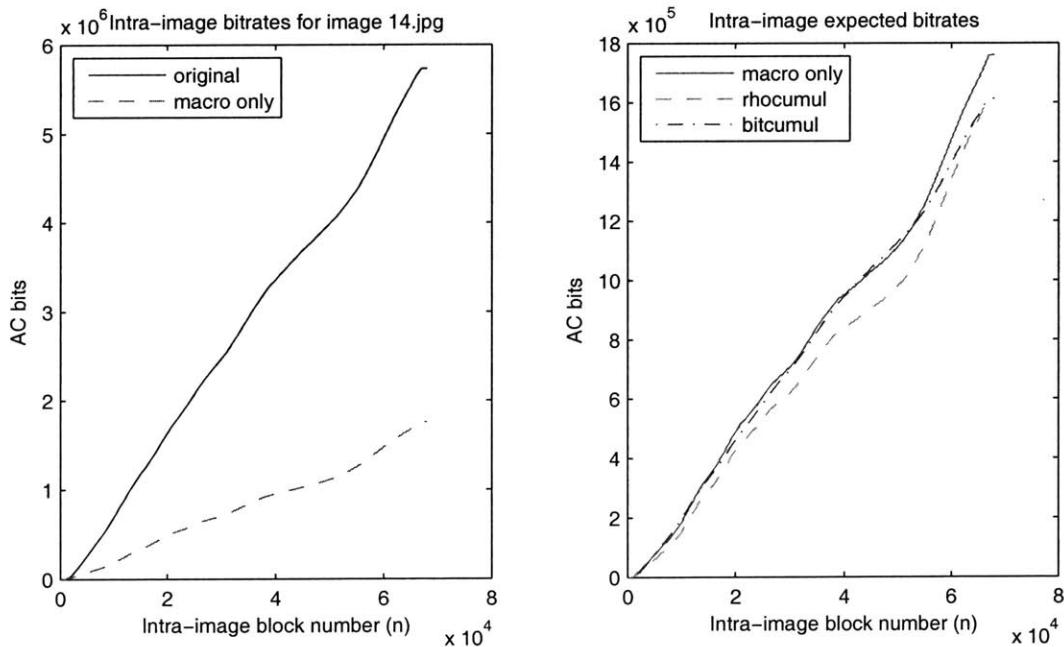 x 10^6
Intra-image bitrates for image 14.jpg
original
macro only
6
5
4
3
2
1
0
AC bits
0 2 4 6 8
Intra-image block number (n)
x 10^4
x 10^5
Intra-image expected bitrates
macro only
rhocumul
bitcumul
18
16
14
12
10
8
6
4
2
0
AC bits
0 2 4 6 8
Intra-image block number (n)
x 10^4